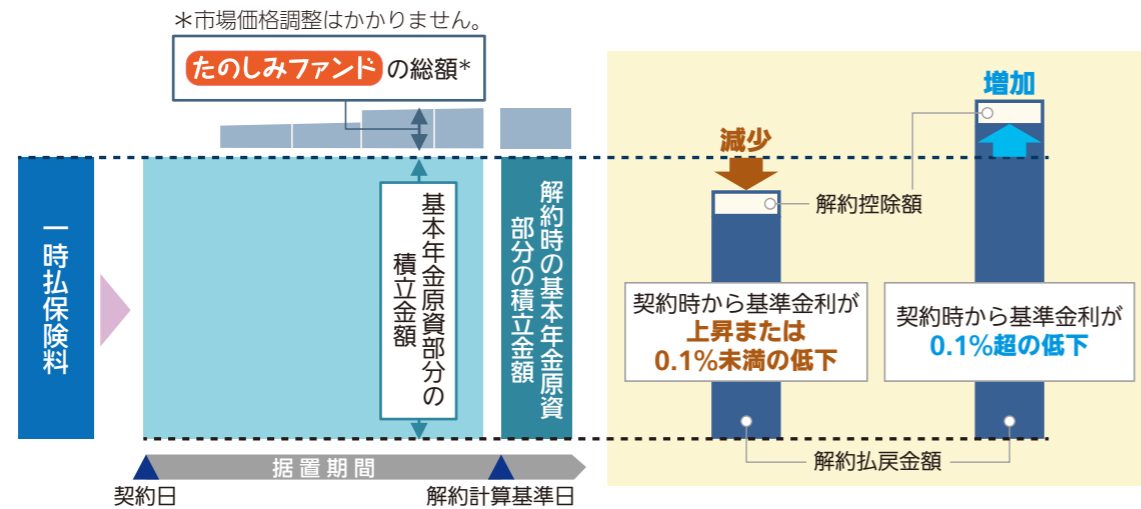 ＊市場価格調整はかかりません。
たのしみファンド の総額＊
一時払保険料
基本年金原資部分の
積立金額
解約時の基本年金原資
部分の積立金額
据置期間
契約日
解約計算基準日
減少
増加
解約控除額
契約時から基準金利が
上昇または
0.1％未満の低下
契約時から基準金利が
0.1％超の低下
解約払戻金額